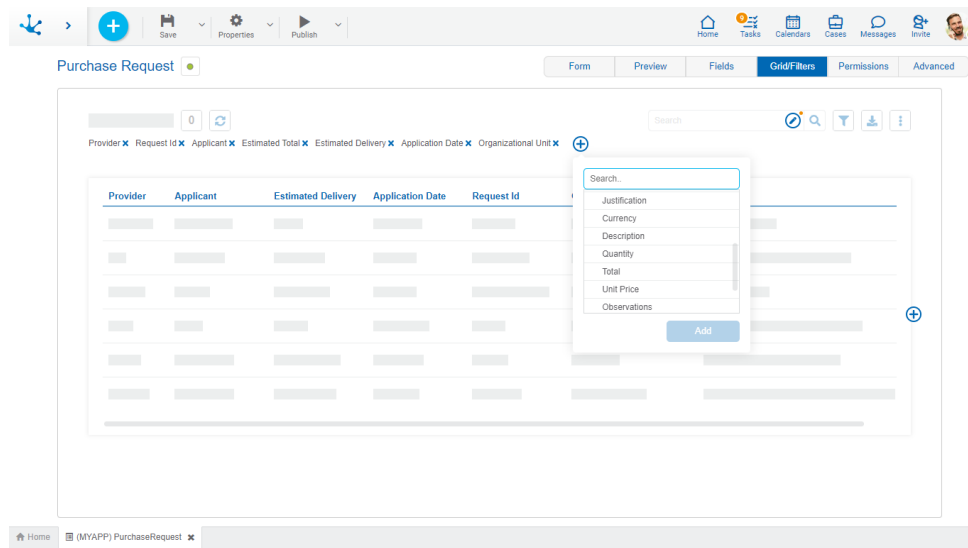 Save Properties Publish Home 9 Tasks Calendars Cases Messages Invite
Purchase Request Form Preview Fields Grid/Filters Permissions Advanced
0 Search
Provider Request Id Applicant Estimated Total Estimated Delivery Application Date Organizational Unit
Search..
Provider Applicant Estimated Delivery Application Date Request Id
Justification
Currency
Description
Quantity
Total
Unit Price
Observations
Add
Home (MYAPP) PurchaseRequest